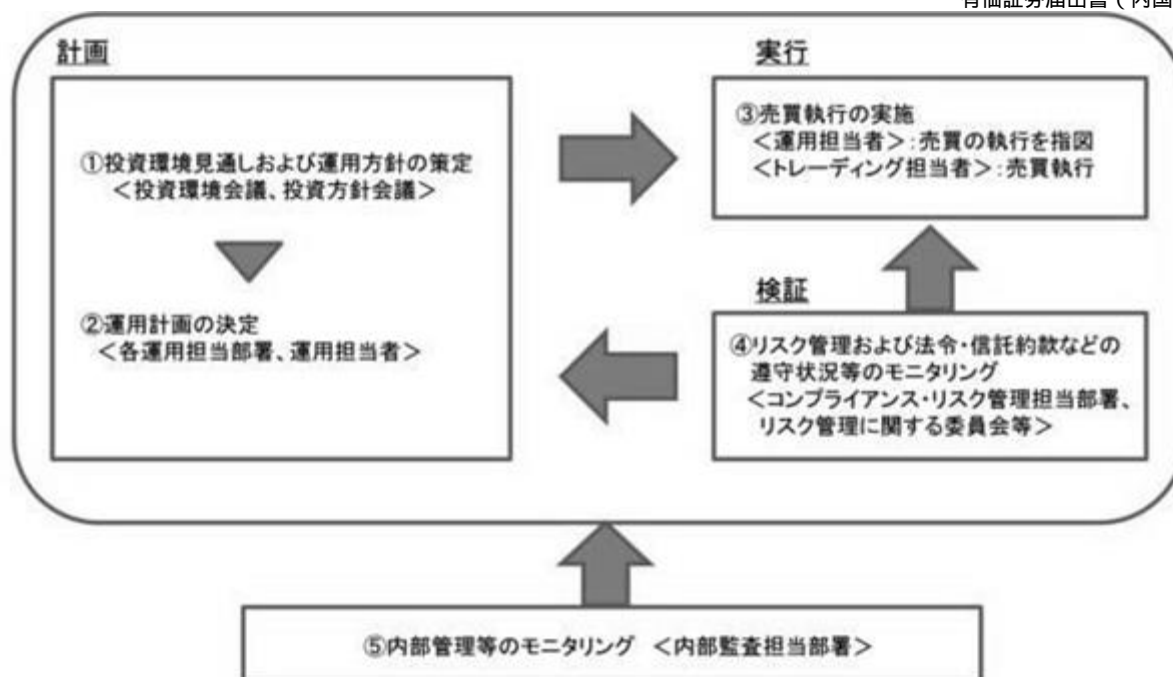 有価証券届出書(内国
計画
①投資環境見通しおよび運用方針の策定
<投資環境会議、投資方針会議>
②運用計画の決定
<各運用担当部署、運用担当者>
実行
③売買執行の実施
<運用担当者>:売買の執行を指図
<トレーディング担当者>:売買執行
検証
④リスク管理および法令・信託約款などの
遵守状況等のモニタリング
<コンプライアンス・リスク管理担当部署、
リスク管理に関する委員会等>
⑤内部管理等のモニタリング <内部監査担当部署>